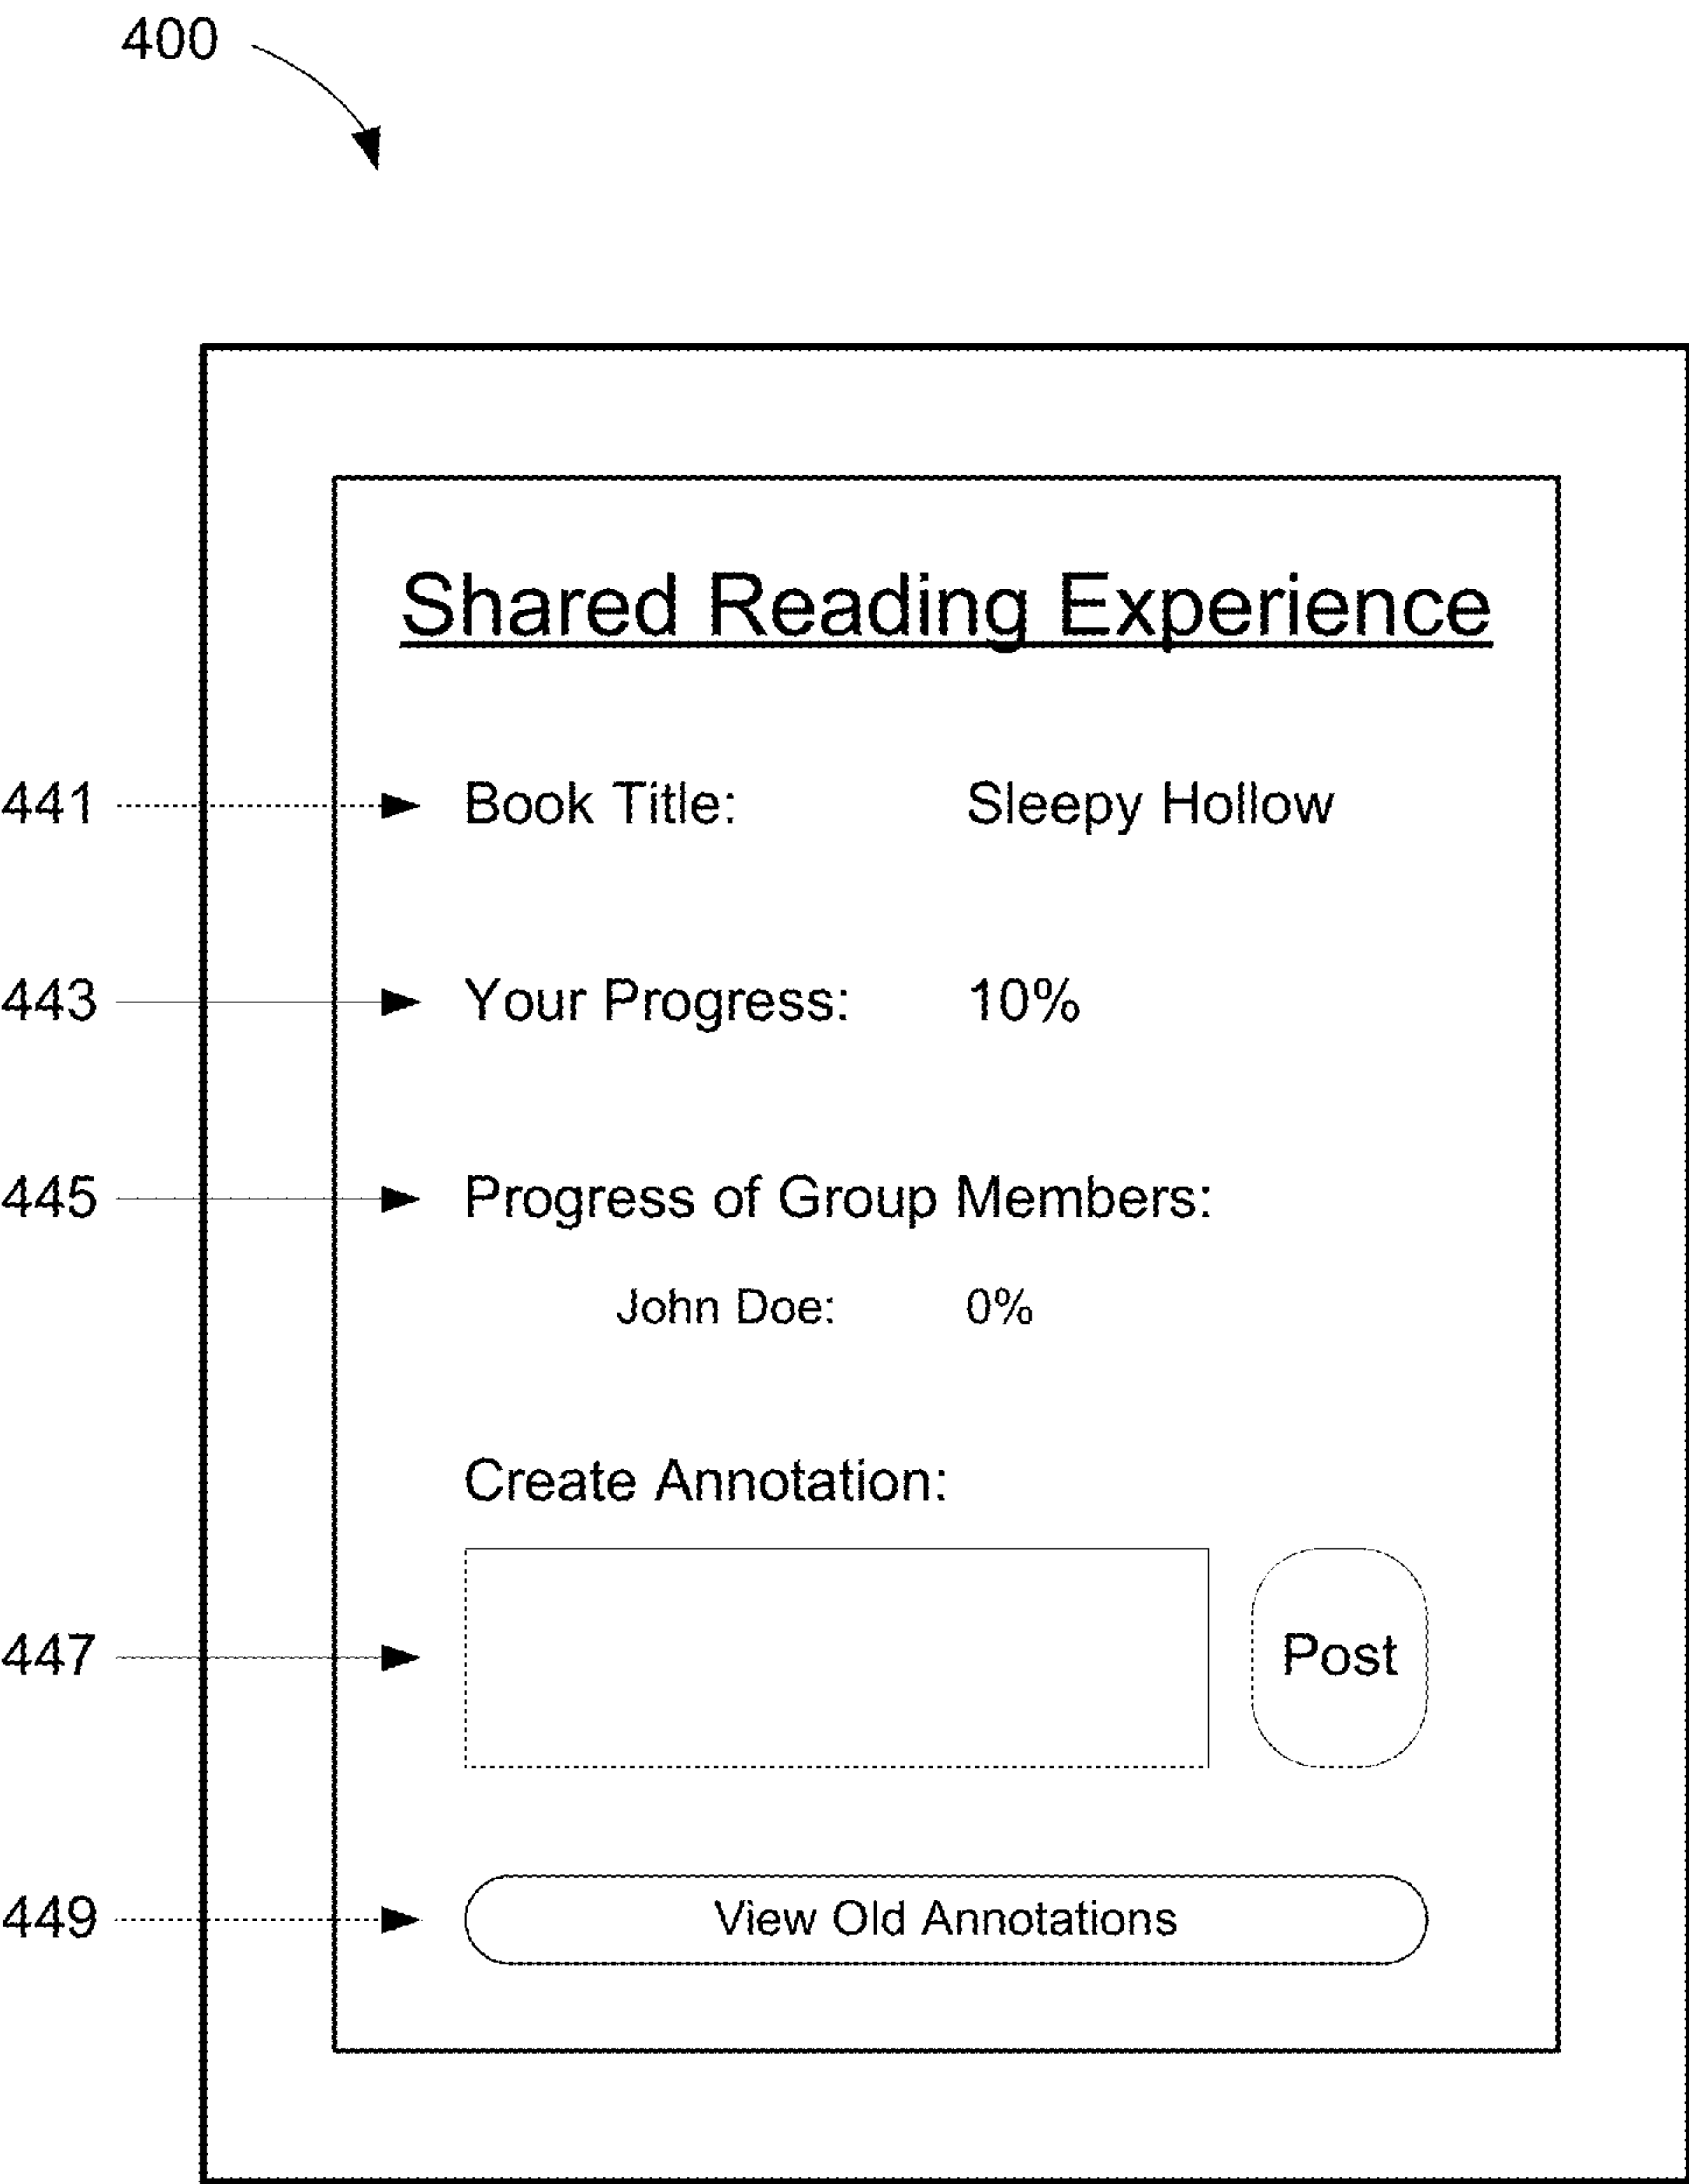 400
Shared Reading Experience
441 Book Title: Sleepy Hollow
443 Your Progress: 10%
445 Progress of Group Members:
John Doe: 0%
Create Annotation:
447 Post
449 View Old Annotations